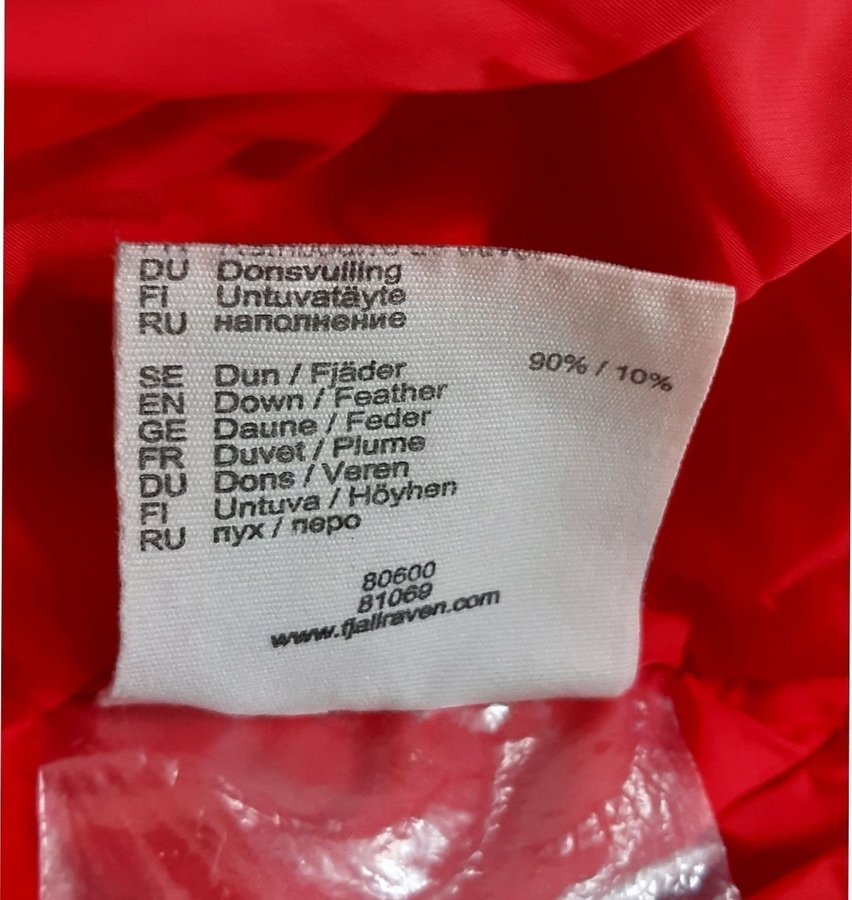 DU Donsvulling
FI Untuvatäyte
RU наполнение
SE Dun / Fjäder 90% / 10%
EN Down / Feather
GE Daune / Feder
FR Duvet / Plume
DU Dons / Veren
FI Untuva / Höyhen
RU пух / перо
80600
81069
www.fjallraven.com